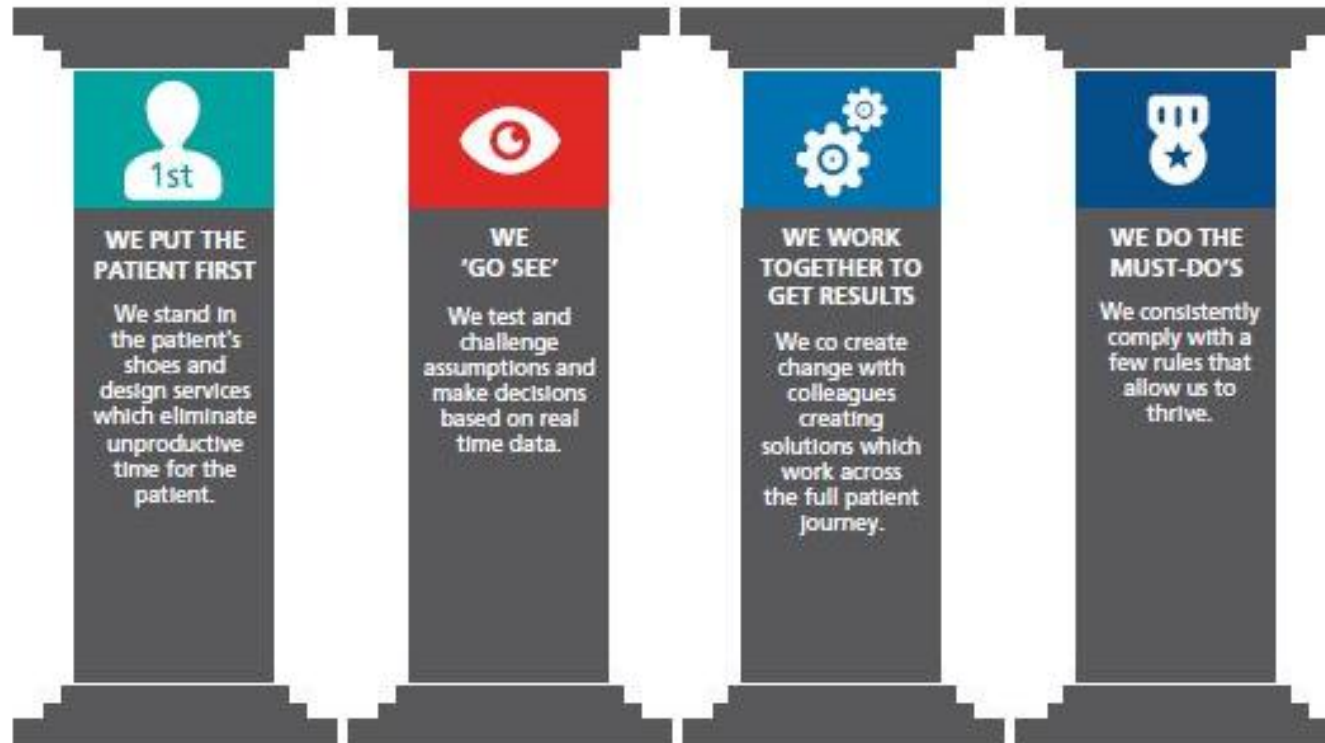 1st
WE PUT THE
PATIENT FIRST
We stand in
the patient's
shoes and
design services
which eliminate
unproductive
time for the
patient.
WE
'GO SEE'
We test and
challenge
assumptions and
make decisions
based on real
time data.
WE WORK
TOGETHER TO
GET RESULTS
We co create
change with
colleagues
creating
solutions which
work across
the full patient
journey.
WE DO THE
MUST-DO'S
We consistently
comply with a
few rules that
allow us to
thrive.